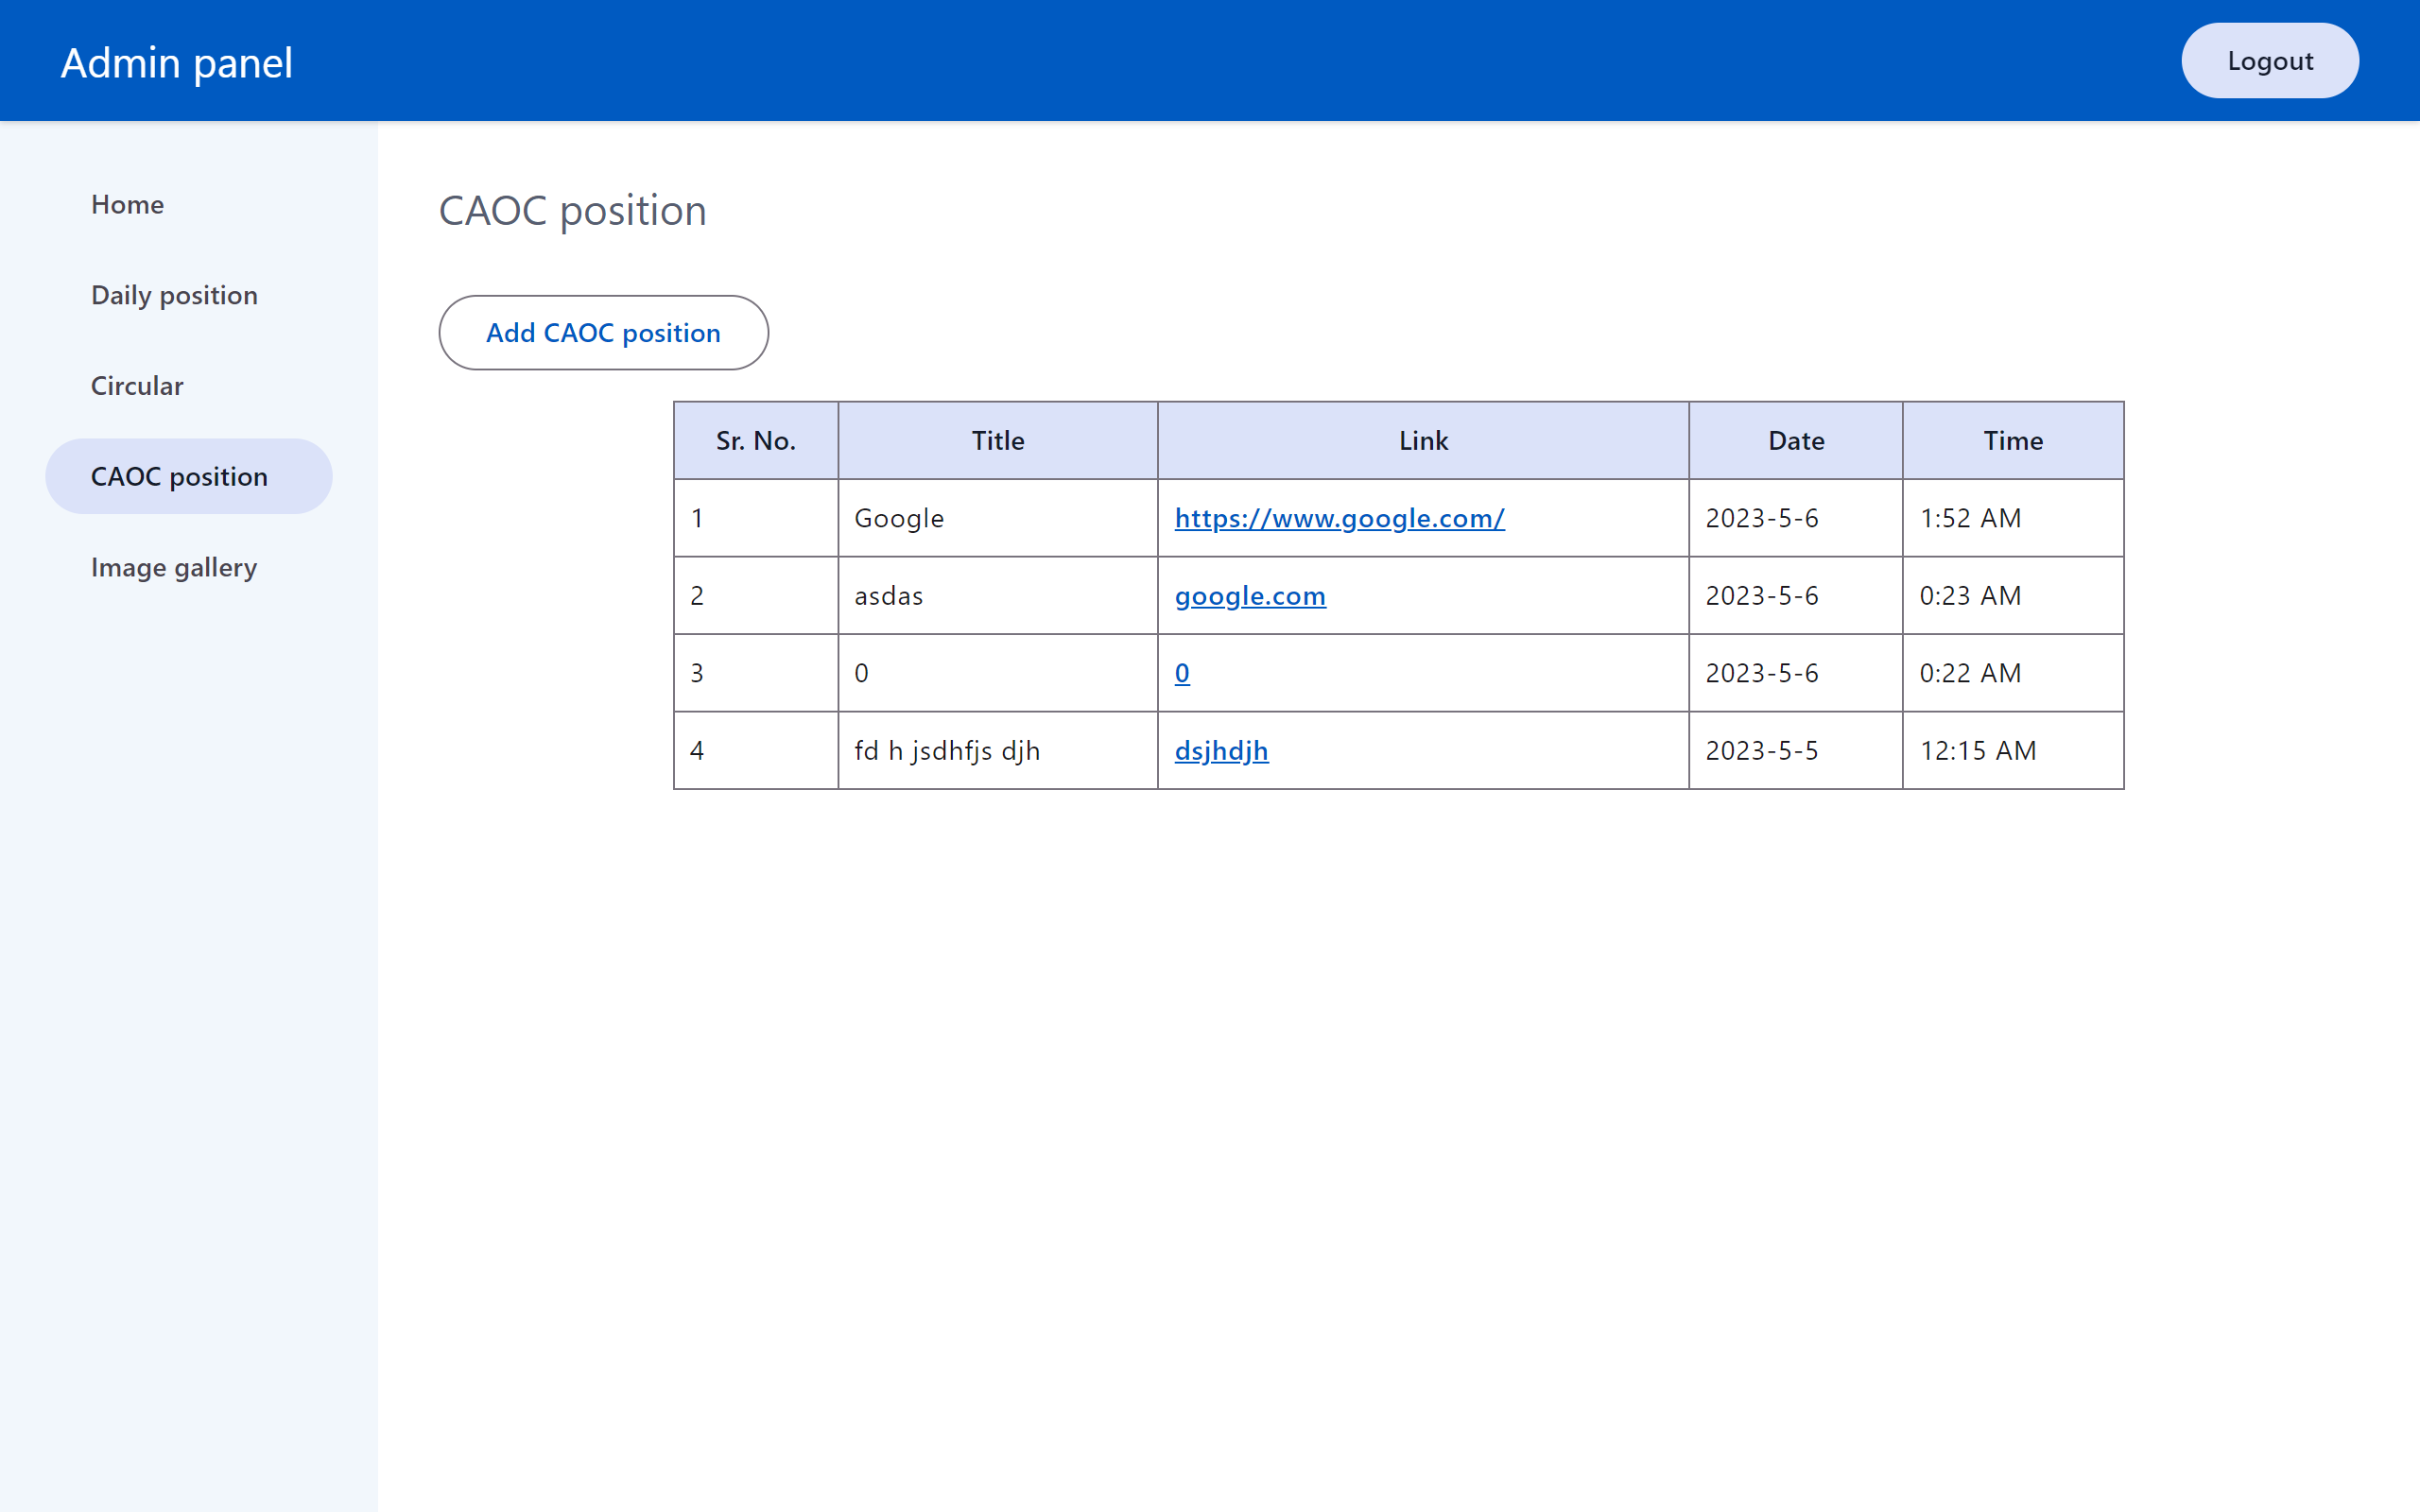 Admin panel
Logout
Home
Daily position
Circular
CAOC position
Image gallery
CAOC position
Add CAOC position
Sr. No. Title Link Date Time
1 Google https://www.google.com/ 2023-5-6 1:52 AM
2 asdas google.com 2023-5-6 0:23 AM
3 0 0 2023-5-6 0:22 AM
4 fd h jsdhfjs djh dsjhdjh 2023-5-5 12:15 AM